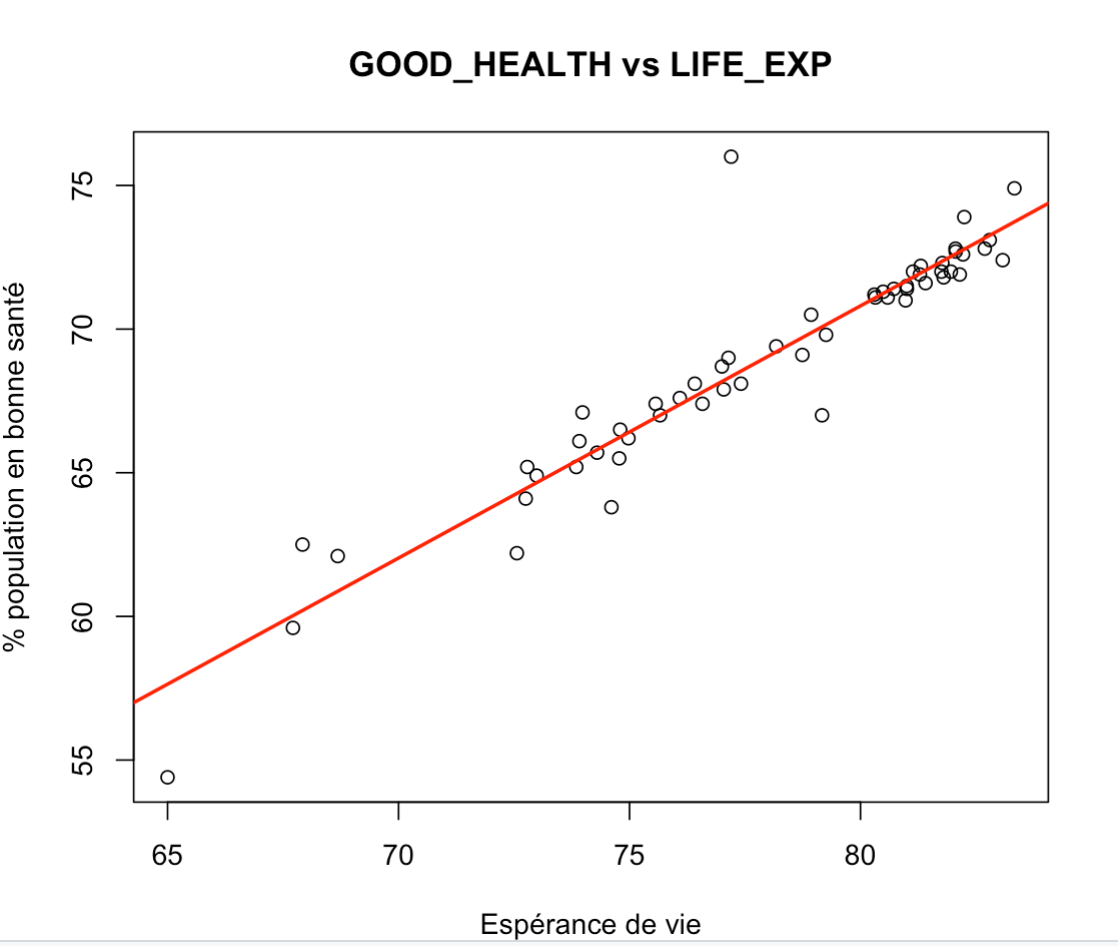 GOOD_HEALTH vs LIFE_EXP
% population en bonne santé
75
70
65
60
55
65 70 75 80
Espérance de vie